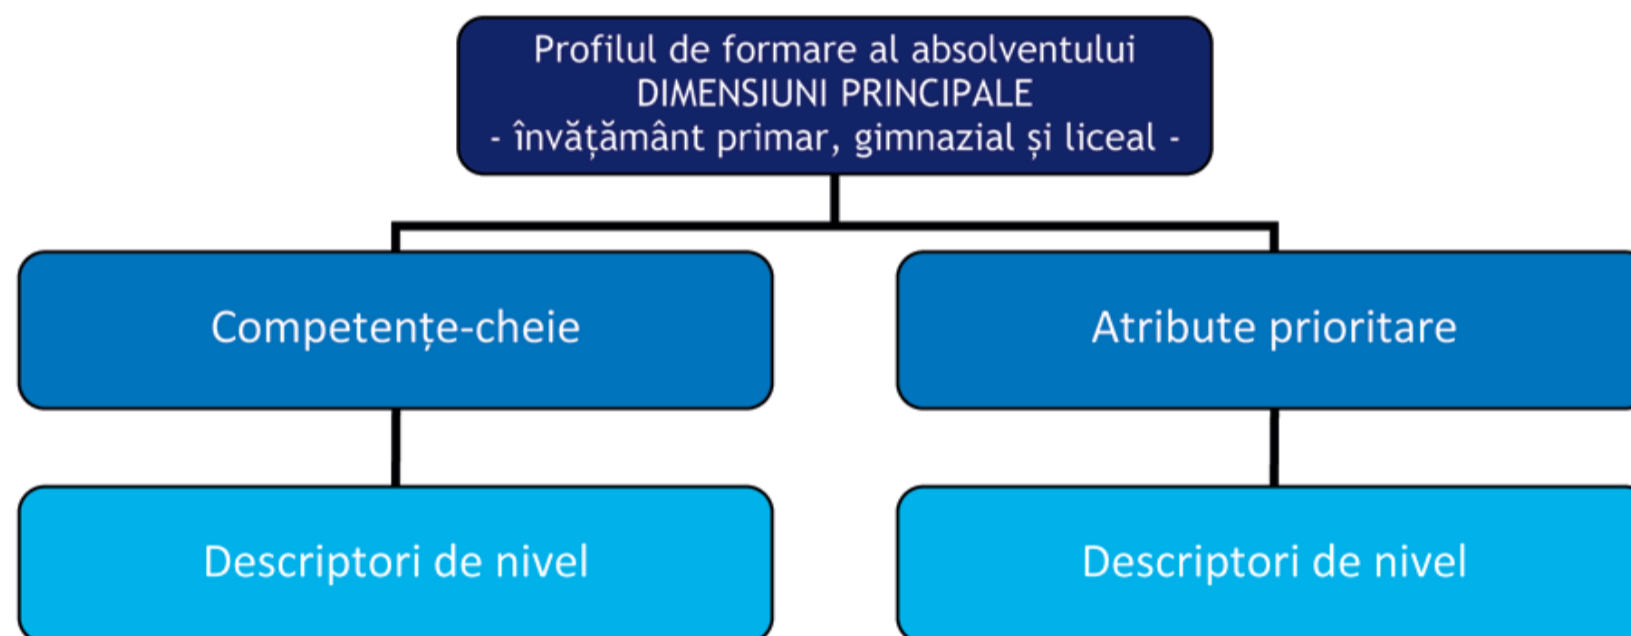 Profilul de formare al absolventului
DIMENSIUNI PRINCIPALE
- învățământ primar, gimnazial și liceal -
Competențe-cheie
Atribute prioritare
Descriptori de nivel
Descriptori de nivel